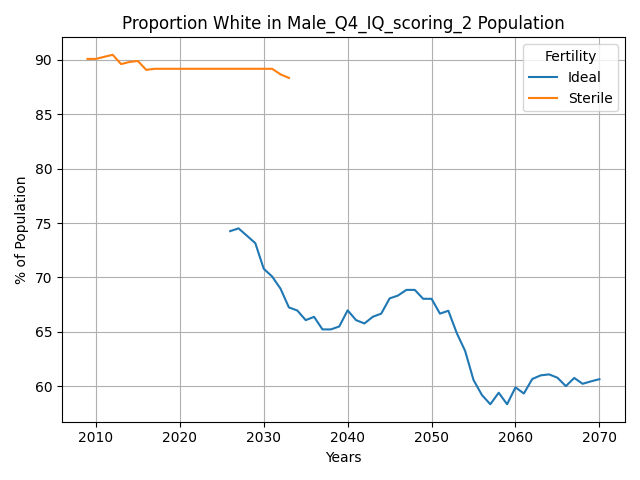 Proportion White in Male_Q4_IQ_scoring_2 Population
Fertility
Ideal
Sterile
% of Population
90
85
80
75
70
65
60
2010
2020
2030
2040
2050
2060
2070
Years